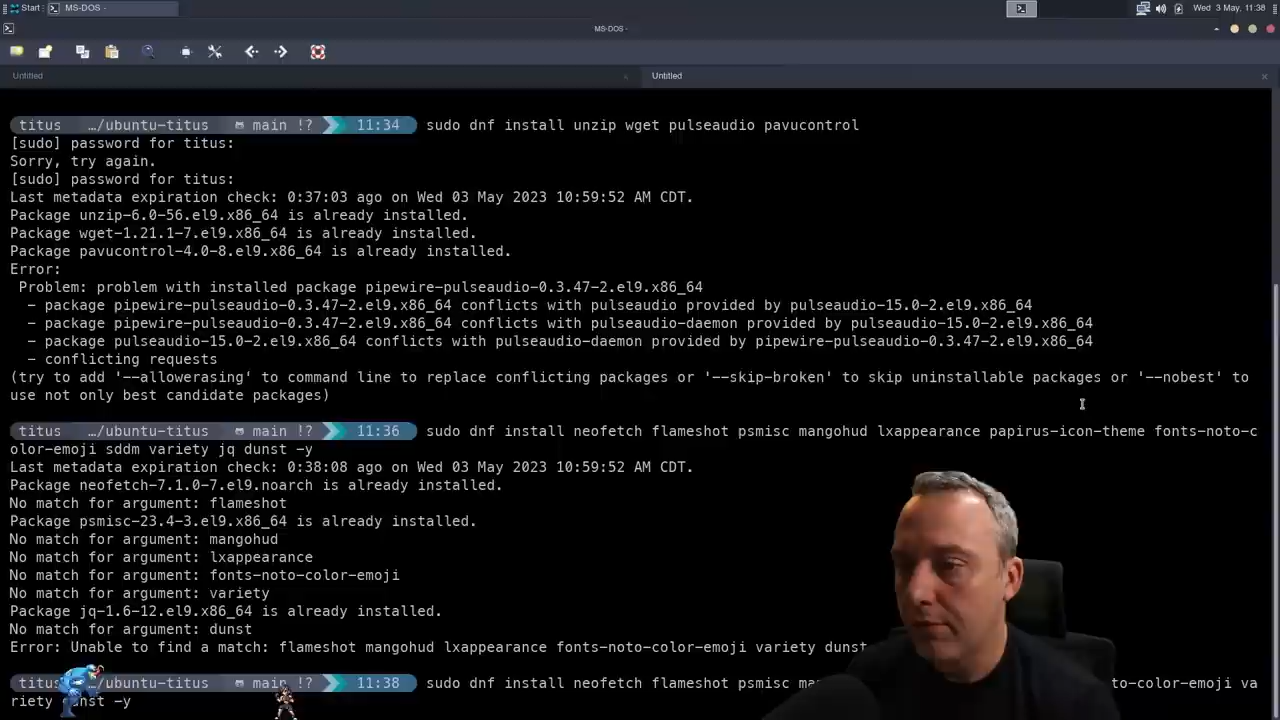 Start
MS-DOS -
Wed 3 May, 11:38
MS-DOS -
Untitled
Untitled
titus …/ubuntu-titus main !? 11:34 sudo dnf install unzip wget pulseaudio pavucontrol
[sudo] password for titus:
Sorry, try again.
[sudo] password for titus:
Last metadata expiration check: 0:37:03 ago on Wed 03 May 2023 10:59:52 AM CDT.
Package unzip-6.0-56.el9.x86_64 is already installed.
Package wget-1.21.1-7.el9.x86_64 is already installed.
Package pavucontrol-4.0-8.el9.x86_64 is already installed.
Error:
Problem: problem with installed package pipewire-pulseaudio-0.3.47-2.el9.x86_64
- package pipewire-pulseaudio-0.3.47-2.el9.x86_64 conflicts with pulseaudio provided by pulseaudio-15.0-2.el9.x86_64
- package pipewire-pulseaudio-0.3.47-2.el9.x86_64 conflicts with pulseaudio-daemon provided by pulseaudio-15.0-2.el9.x86_64
- package pulseaudio-15.0-2.el9.x86_64 conflicts with pulseaudio-daemon provided by pipewire-pulseaudio-0.3.47-2.el9.x86_64
- conflicting requests
(try to add '--allowerasing' to command line to replace conflicting packages or '--skip-broken' to skip uninstallable packages or '--nobest' to
use not only best candidate packages)
titus …/ubuntu-titus main !? 11:36 sudo dnf install neofetch flameshot psmisc mangohud lxappearance papirus-icon-theme fonts-noto-c
olor-emoji sddm variety jq dunst -y
Last metadata expiration check: 0:38:08 ago on Wed 03 May 2023 10:59:52 AM CDT.
Package neofetch-7.1.0-7.el9.noarch is already installed.
No match for argument: flameshot
Package psmisc-23.4-3.el9.x86_64 is already installed.
No match for argument: mangohud
No match for argument: lxappearance
No match for argument: fonts-noto-color-emoji
No match for argument: variety
Package jq-1.6-12.el9.x86_64 is already installed.
No match for argument: dunst
Error: Unable to find a match: flameshot mangohud lxappearance fonts-noto-color-emoji variety dunst
titus …/ubuntu-titus main !? 11:38 sudo dnf install neofetch flameshot psmisc to-color-emoji va
riety -y